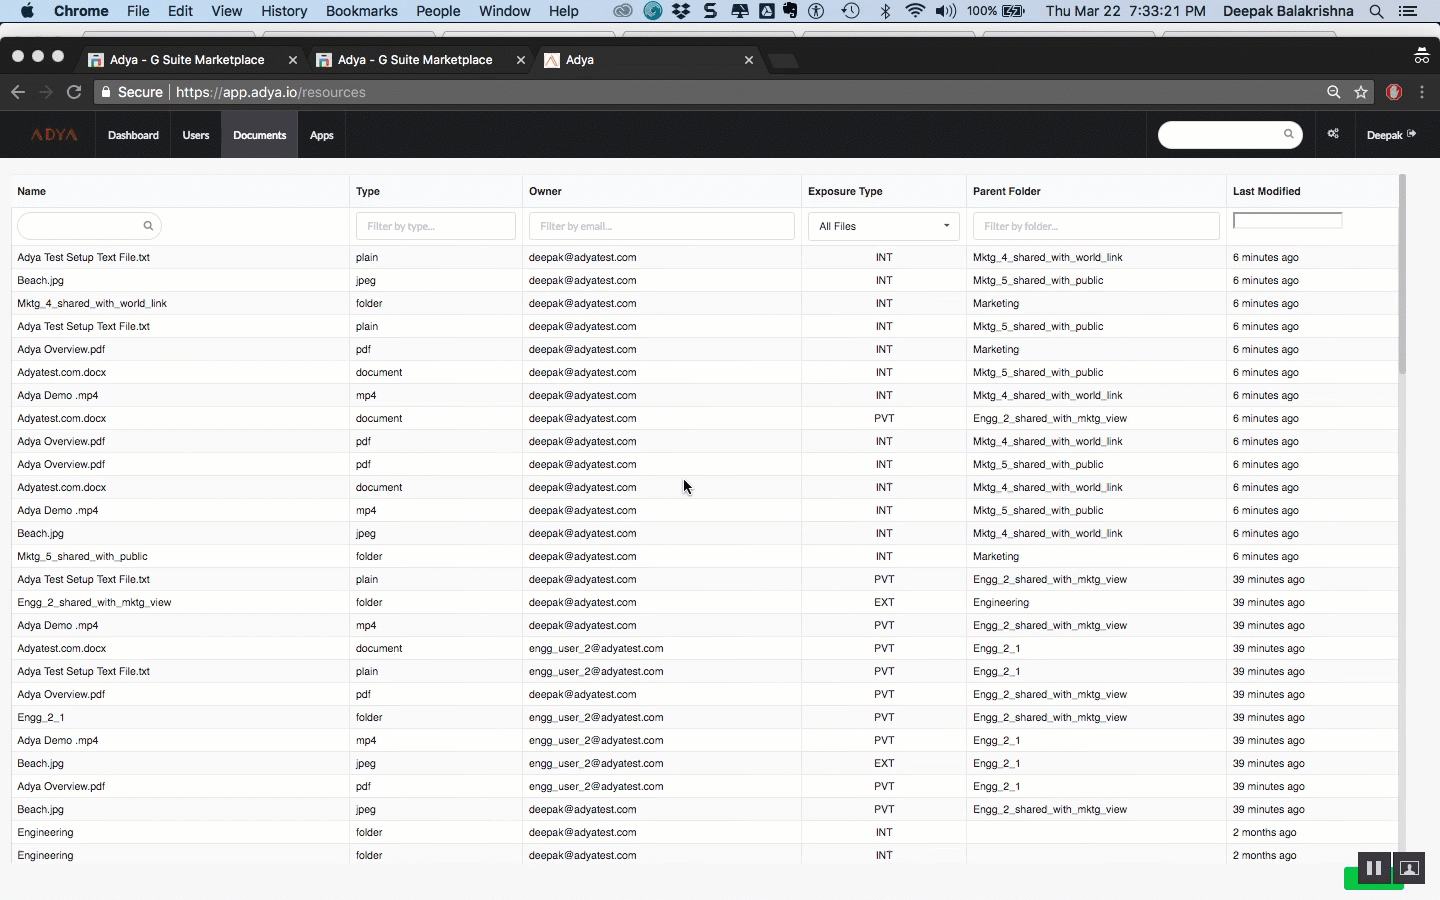 Chrome File Edit View History Bookmarks People Window Help 100% Thu Mar 22 7:33:21 PM Deepak Balakrishna
Adya - G Suite Marketplace Adya - G Suite Marketplace Adya
Secure https://app.adya.io/resources
ADYA Dashboard Users Documents Apps Deepak
Name Type Owner Exposure Type Parent Folder Last Modified
Filter by type... Filter by email... All Files Filter by folder...
Adya Test Setup Text File.txt plain deepak@adyatest.com INT Mktg_4_shared_with_world_link 6 minutes ago
Beach.jpg jpeg deepak@adyatest.com INT Mktg_5_shared_with_public 6 minutes ago
Mktg_4_shared_with_world_link folder deepak@adyatest.com INT Marketing 6 minutes ago
Adya Test Setup Text File.txt plain deepak@adyatest.com INT Mktg_5_shared_with_public 6 minutes ago
Adya Overview.pdf pdf deepak@adyatest.com INT Marketing 6 minutes ago
Adyatest.com.docx document deepak@adyatest.com INT Mktg_5_shared_with_public 6 minutes ago
Adya Demo .mp4 mp4 deepak@adyatest.com INT Mktg_4_shared_with_world_link 6 minutes ago
Adyatest.com.docx document deepak@adyatest.com PVT Engg_2_shared_with_mktg_view 6 minutes ago
Adya Overview.pdf pdf deepak@adyatest.com INT Mktg_4_shared_with_world_link 6 minutes ago
Adya Overview.pdf pdf deepak@adyatest.com INT Mktg_5_shared_with_public 6 minutes ago
Adyatest.com.docx document deepak@adyatest.com INT Mktg_4_shared_with_world_link 6 minutes ago
Adya Demo .mp4 mp4 deepak@adyatest.com INT Mktg_5_shared_with_public 6 minutes ago
Beach.jpg jpeg deepak@adyatest.com INT Mktg_4_shared_with_world_link 6 minutes ago
Mktg_5_shared_with_public folder deepak@adyatest.com INT Marketing 6 minutes ago
Adya Test Setup Text File.txt plain deepak@adyatest.com PVT Engg_2_shared_with_mktg_view 39 minutes ago
Engg_2_shared_with_mktg_view folder deepak@adyatest.com EXT Engineering 39 minutes ago
Adya Demo .mp4 mp4 deepak@adyatest.com PVT Engg_2_shared_with_mktg_view 39 minutes ago
Adyatest.com.docx document engg_user_2@adyatest.com PVT Engg_2_1 39 minutes ago
Adya Test Setup Text File.txt plain engg_user_2@adyatest.com PVT Engg_2_1 39 minutes ago
Adya Overview.pdf pdf deepak@adyatest.com PVT Engg_2_shared_with_mktg_view 39 minutes ago
Engg_2_1 folder engg_user_2@adyatest.com PVT Engg_2_shared_with_mktg_view 39 minutes ago
Adya Demo .mp4 mp4 engg_user_2@adyatest.com PVT Engg_2_1 39 minutes ago
Beach.jpg jpeg engg_user_2@adyatest.com EXT Engg_2_1 39 minutes ago
Adya Overview.pdf pdf engg_user_2@adyatest.com PVT Engg_2_1 39 minutes ago
Beach.jpg jpeg deepak@adyatest.com PVT Engg_2_shared_with_mktg_view 39 minutes ago
Engineering folder deepak@adyatest.com INT 2 months ago
Engineering folder deepak@adyatest.com INT 2 months ago